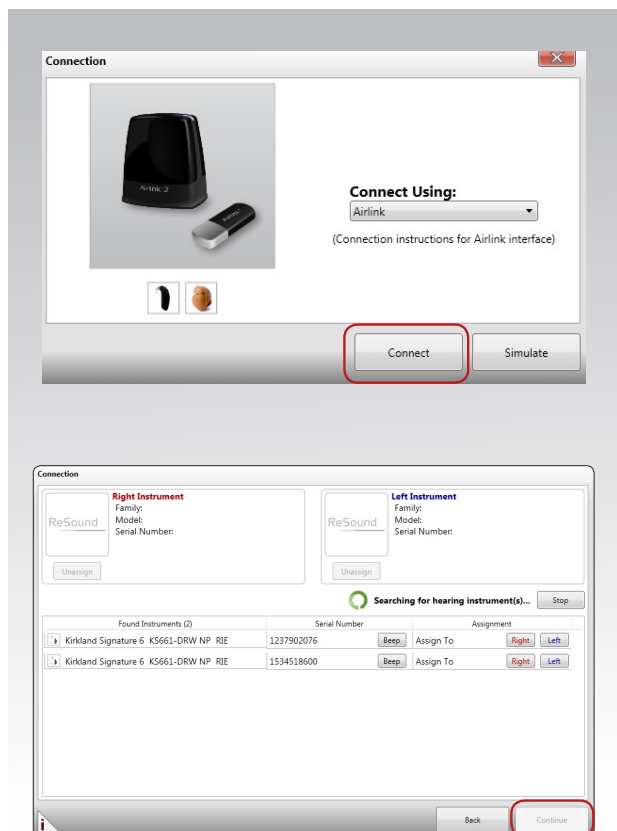 Connection
Airlink 2
Airlink
Connect Using:
Airlink
(Connection instructions for Airlink interface)
Connect
Simulate
Connection
ReSound
Right Instrument
Family:
Model:
Serial Number:
Unassign
ReSound
Left Instrument
Family:
Model:
Serial Number:
Unassign
Searching for hearing instrument(s)... Stop
Found Instruments (2) Serial Number Assignment
Kirkland Signature 6 KS661-DRW NP RIE 1237902076 Beep Assign To Right Left
Kirkland Signature 6 KS661-DRW NP RIE 1534518600 Beep Assign To Right Left
i
Back
Continue